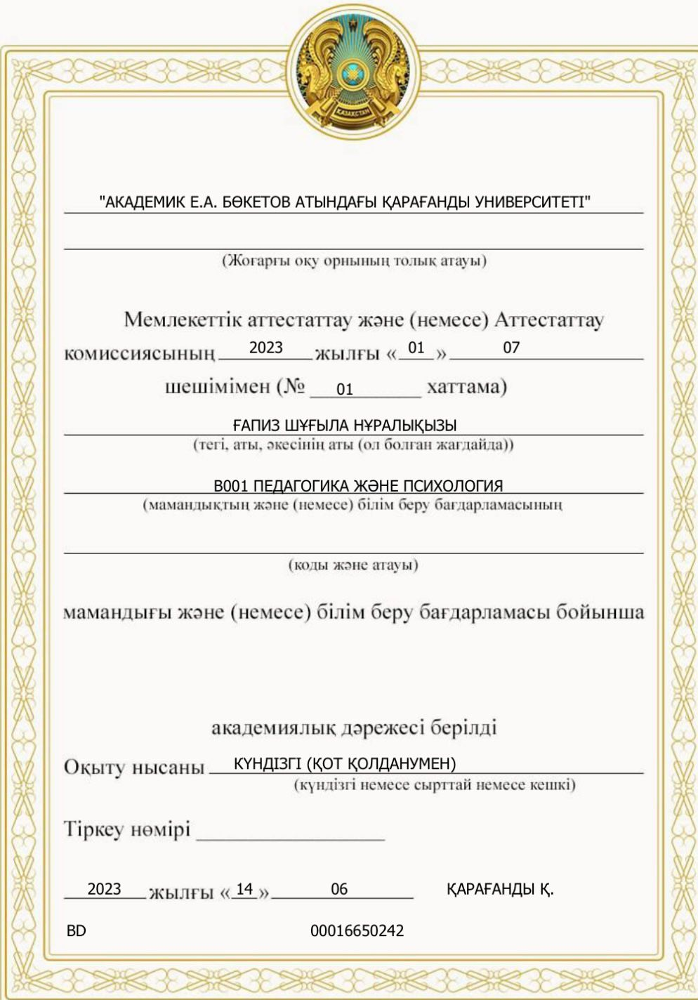 ҚАЗАҚСТАН
"АКАДЕМИК Е.А. БӨКЕТОВ АТЫНДАҒЫ ҚАРАҒАНДЫ УНИВЕРСИТЕТІ"
(Жоғарғы оқу орнының толық атауы)
Мемлекеттік аттестаттау және (немесе) Аттестаттау
комиссиясының 2023 жылғы « 01 » 07
шешімімен (№ 01 хаттама)
ҒАПИЗ ШҰҒЫЛА НҰРАЛЫҚЫЗЫ
(тегі, аты, әкесінің аты (ол болған жағдайда))
В001 ПЕДАГОГИКА ЖӘНЕ ПСИХОЛОГИЯ
(мамандықтың және (немесе) білім беру бағдарламасының
(коды және атауы)
мамандығы және (немесе) білім беру бағдарламасы бойынша
академиялық дәрежесі берілді
Оқыту нысаны КҮНДІЗГІ (ҚОТ ҚОЛДАНУМЕН)
(күндізгі немесе сырттай немесе кешкі)
Тіркеу нөмірі
2023 жылғы « 14 » 06 ҚАРАҒАНДЫ Қ.
BD 00016650242